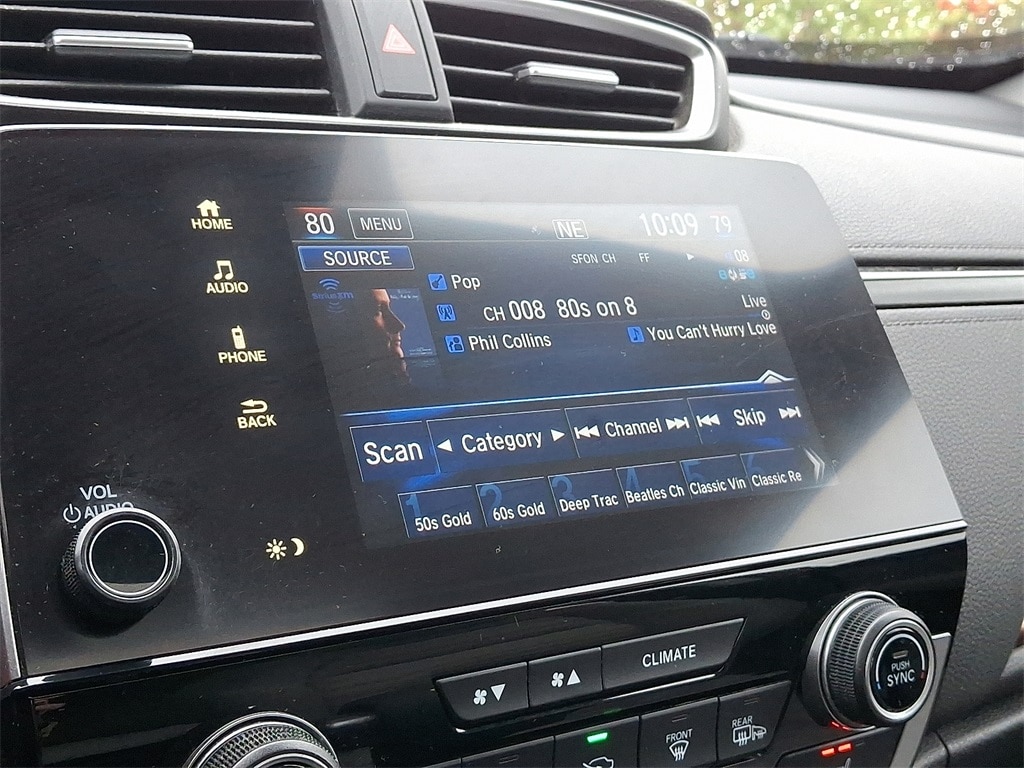 HOME
AUDIO
PHONE
BACK
VOL
AUDIO
80 MENU NE 10:09 79
SOURCE
SFON CH FF 08
SiriusXM
Pop
CH 008 80s on 8 Live
Phil Collins You Can't Hurry Love
Scan Category Channel Skip
1 2 3 4 5 6
50s Gold 60s Gold Deep Trac Beatles Ch Classic Vin Classic Re
CLIMATE
PUSH
SYNC
FRONT
REAR